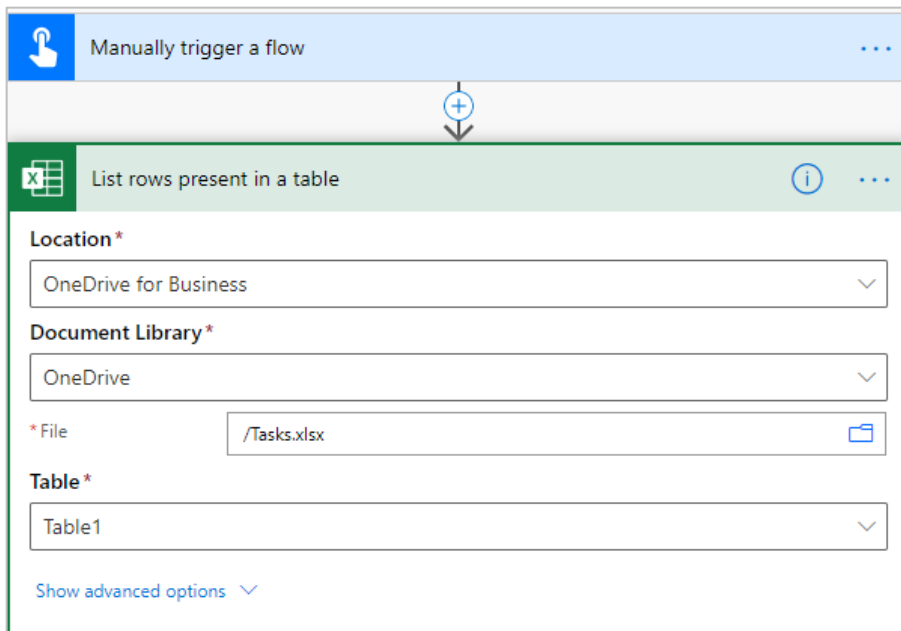 Manually trigger a flow
List rows present in a table
Location*
OneDrive for Business
Document Library*
OneDrive
*File /Tasks.xlsx
Table*
Table1
Show advanced options